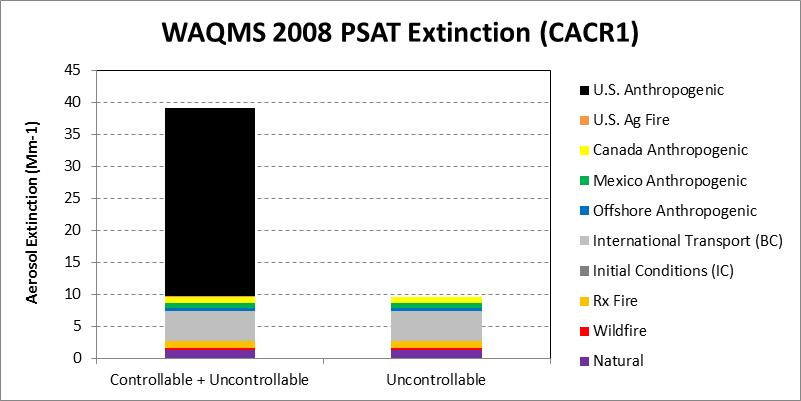 WAQMS 2008 PSAT Extinction (CACR1)
Aerosol Extinction (Mm-1)
45
40
35
30
25
20
15
10
5
0
Controllable + Uncontrollable
Uncontrollable
U.S. Anthropogenic
U.S. Ag Fire
Canada Anthropogenic
Mexico Anthropogenic
Offshore Anthropogenic
International Transport (BC)
Initial Conditions (IC)
Rx Fire
Wildfire
Natural